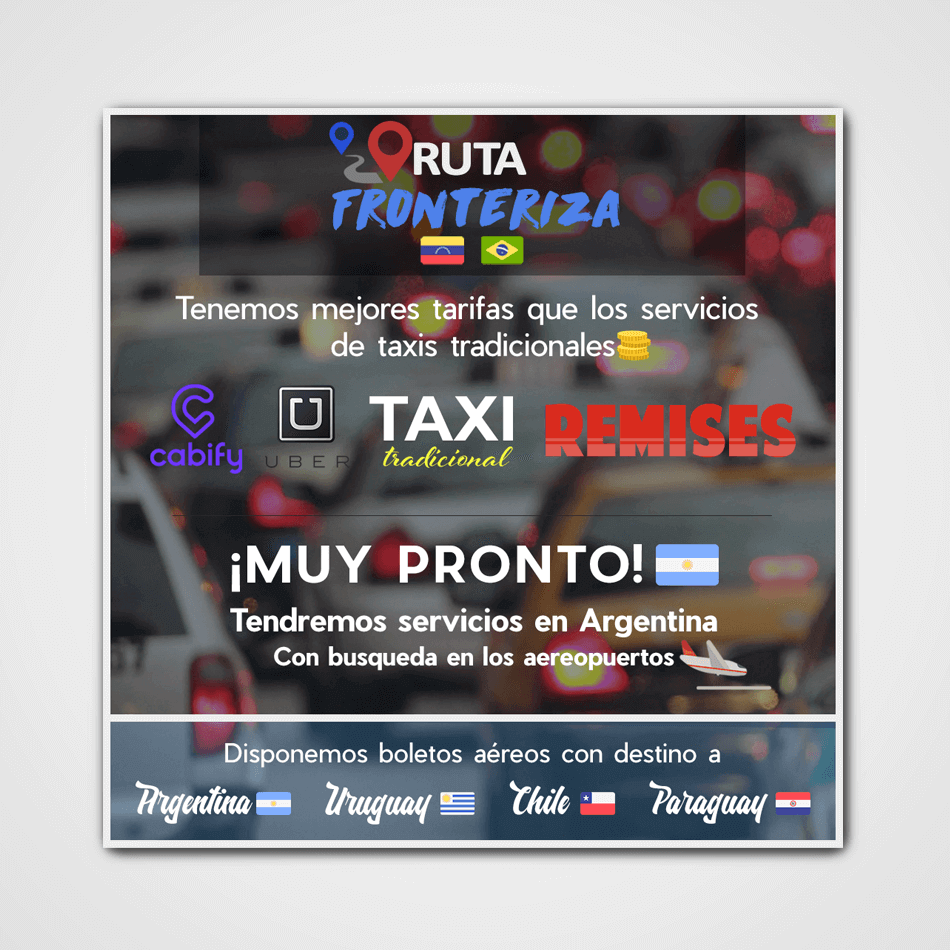 RUTA
FRONTERIZA
Tenemos mejores tarifas que los servicios
de taxis tradicionales
cabify
U
UBER
TAXI
tradicional
REMISES
¡MUY PRONTO!
Tendremos servicios en Argentina
Con busqueda en los aereopuertos
Disponemos boletos aéreos con destino a
Argentina Uruguay Chile Paraguay